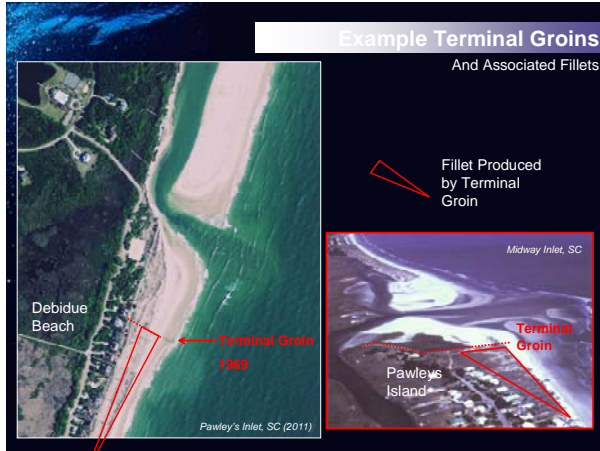 Example Terminal Groins
And Associated Fillets
Fillet Produced
by Terminal
Groin
Debidue
Beach
Terminal Groin
1969
Pawley's Inlet, SC (2011)
Midway Inlet, SC
Terminal
Groin
Pawleys
Island